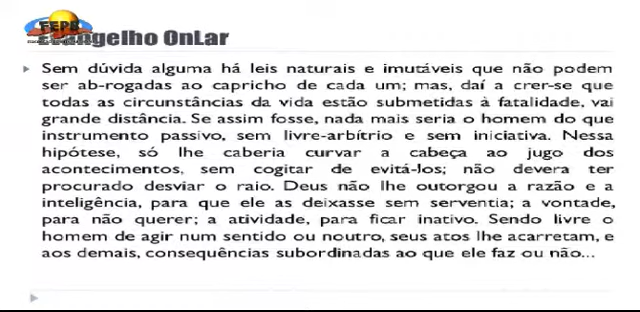 FEPB
Evangelho OnLar
Sem dúvida alguma há leis naturais e imutáveis que não podem
ser ab-rogadas ao capricho de cada um; mas, daí a crer-se que
todas as circunstâncias da vida estão submetidas à fatalidade, vai
grande distância. Se assim fosse, nada mais seria o homem do que
instrumento passivo, sem livre-arbítrio e sem iniciativa. Nessa
hipótese, só lhe caberia curvar a cabeça ao jugo dos
acontecimentos, sem cogitar de evitá-los; não devera ter
procurado desviar o raio. Deus não lhe outorgou a razão e a
inteligência, para que ele as deixasse sem serventia; a vontade,
para não querer; a atividade, para ficar inativo. Sendo livre o
homem de agir num sentido ou noutro, seus atos lhe acarretam, e
aos demais, consequências subordinadas ao que ele faz ou não...